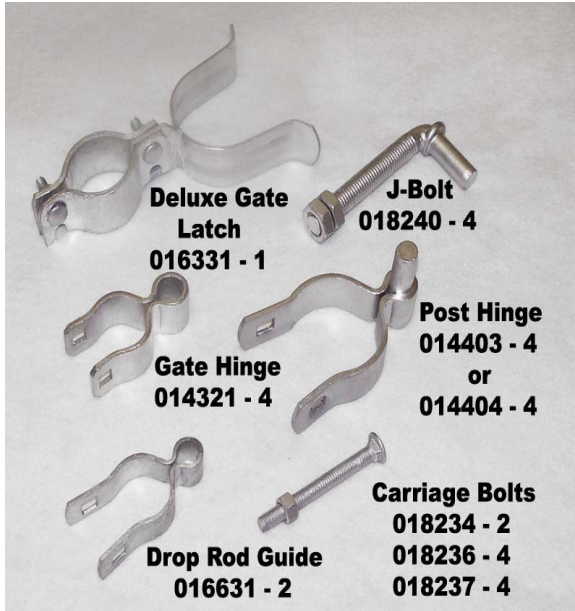 Deluxe Gate
Latch
016331 - 1
J-Bolt
018240 - 4
Gate Hinge
014321 - 4
Post Hinge
014403 - 4
or
014404 - 4
Drop Rod Guide
016631 - 2
Carriage Bolts
018234 - 2
018236 - 4
018237 - 4